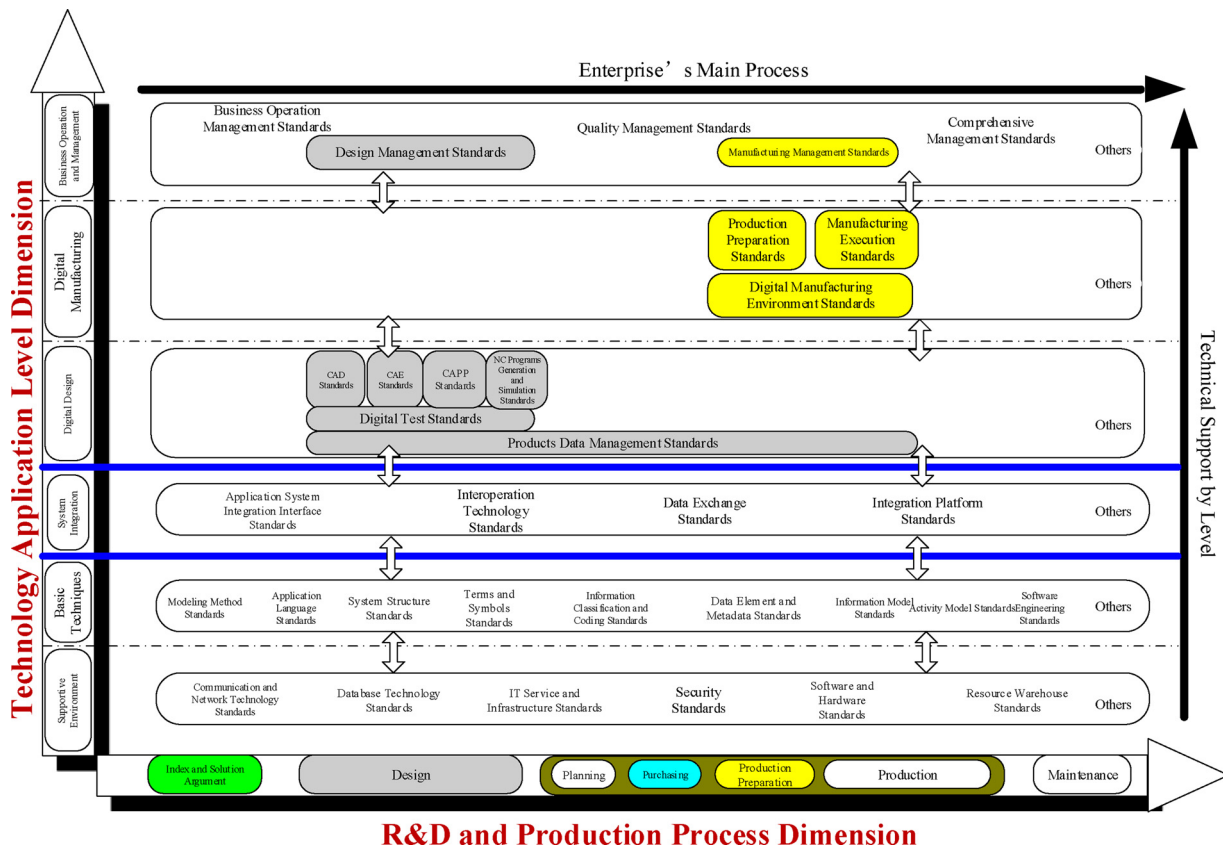 Enterprise’s Main Process
Technology Application Level Dimension
Technical Support by Level
Business Operation
and Management
Business Operation
Management Standards
Design Management Standards
Quality Management Standards
Manufacturing Management Standards
Comprehensive
Management Standards
Others
Digital
Manufacturing
Production
Preparation
Standards
Manufacturing
Execution
Standards
Digital Manufacturing
Environment Standards
Others
Digital Design
CAD
Standards
CAE
Standards
CAPP
Standards
NC Programs
Generation
and
Simulation
Standards
Digital Test Standards
Products Data Management Standards
Others
System
Integration
Application System
Integration Interface
Standards
Interoperation
Technology
Standards
Data Exchange
Standards
Integration Platform
Standards
Others
Basic
Techniques
Modeling Method
Standards
Application
Language
Standards
System Structure
Standards
Terms and
Symbols
Standards
Information
Classification and
Coding Standards
Data Element and
Metadata Standards
Information Model
Standards
Activity Model Standards
Software
Engineering
Standards
Others
Supportive
Environment
Communication and
Network Technology
Standards
Database Technology
Standards
IT Service and
Infrastructure Standards
Security
Standards
Software and
Hardware
Standards
Resource Warehouse
Standards
Others
Index and Solution
Argument
Design
Planning
Purchasing
Production
Preparation
Production
Maintenance
R&D and Production Process Dimension